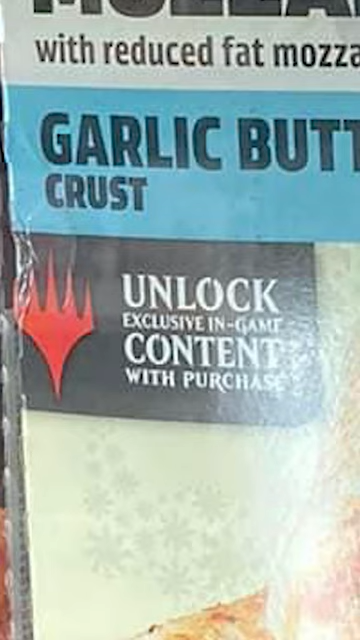 with reduced fat mozza
GARLIC BUTT
CRUST
UNLOCK
EXCLUSIVE IN-GAME
CONTENT
WITH PURCHASE